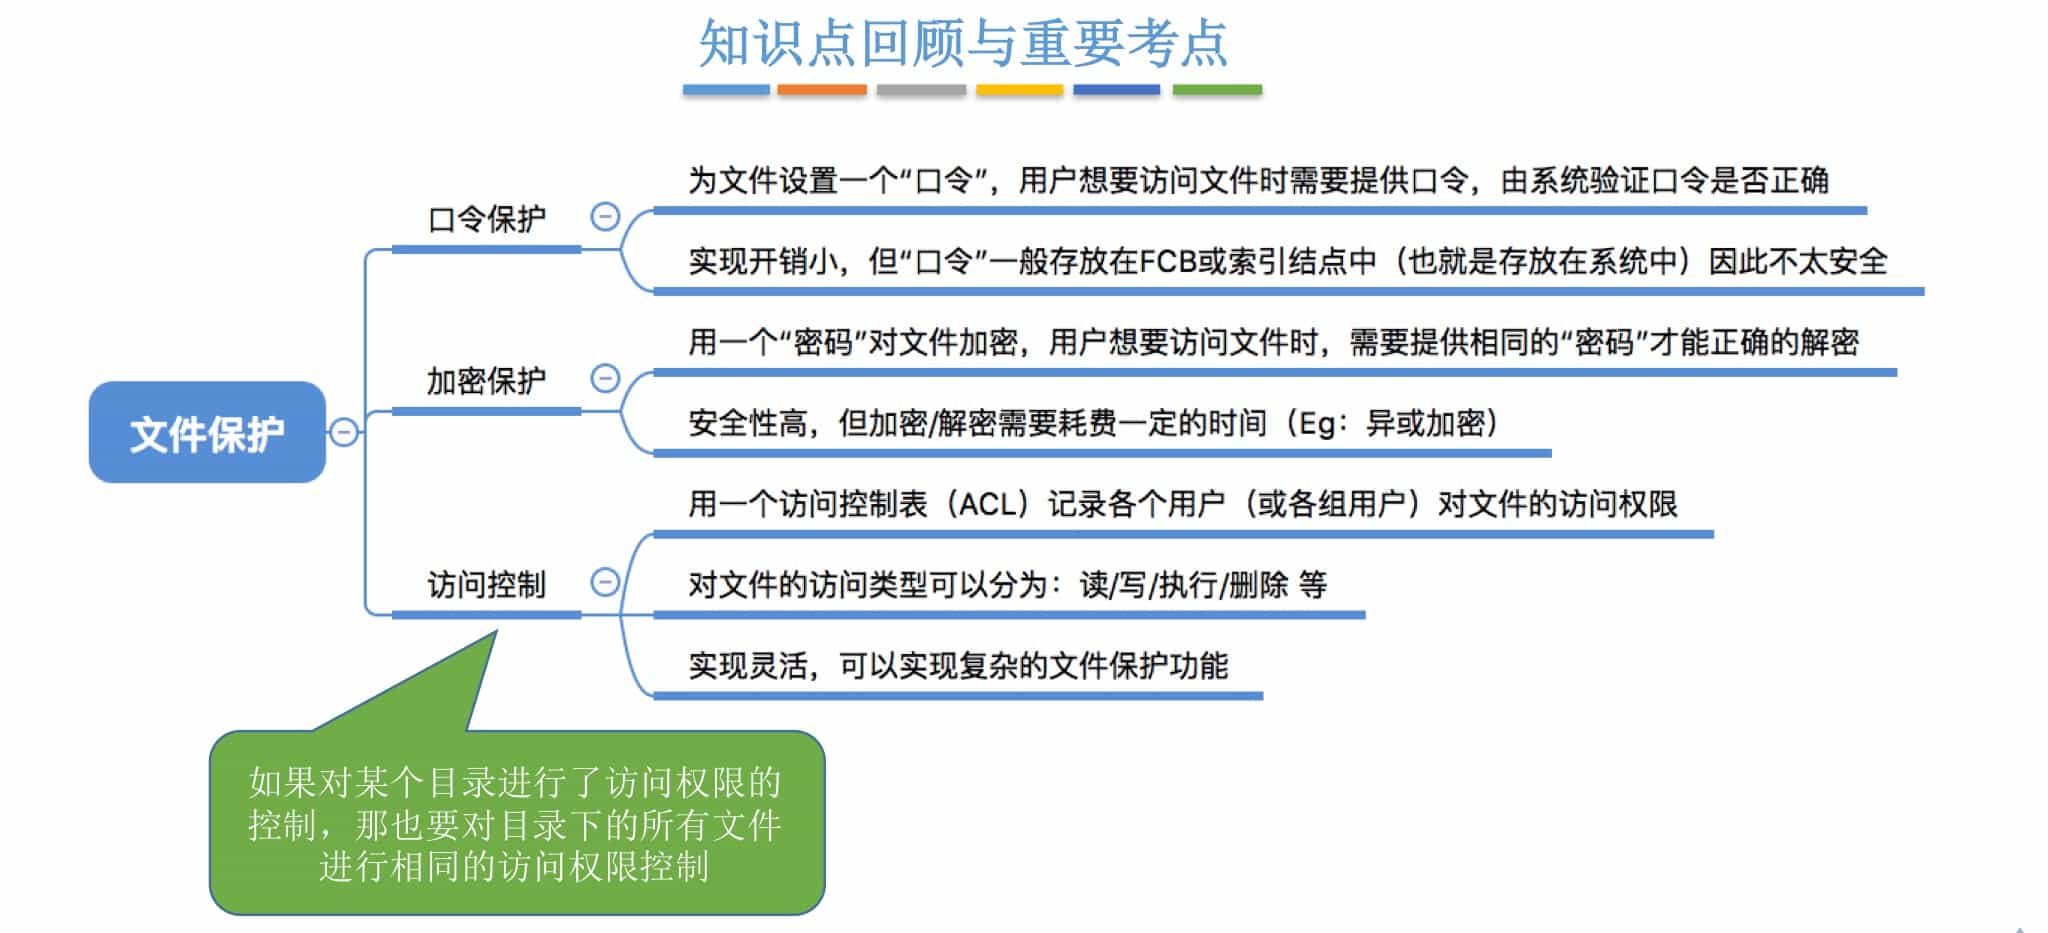 知识点回顾与重要考点
文件保护
口令保护
为文件设置一个“口令”，用户想要访问文件时需要提供口令，由系统验证口令是否正确
实现开销小，但“口令”一般存放在FCB或索引结点中（也就是存放在系统中）因此不太安全
加密保护
用一个“密码”对文件加密，用户想要访问文件时，需要提供相同的“密码”才能正确的解密
安全性高，但加密/解密需要耗费一定的时间（Eg：异或加密）
访问控制
用一个访问控制表（ACL）记录各个用户（或各组用户）对文件的访问权限
对文件的访问类型可以分为：读/写/执行/删除 等
实现灵活，可以实现复杂的文件保护功能
如果对某个目录进行了访问权限的
控制，那也要对目录下的所有文件
进行相同的访问权限控制